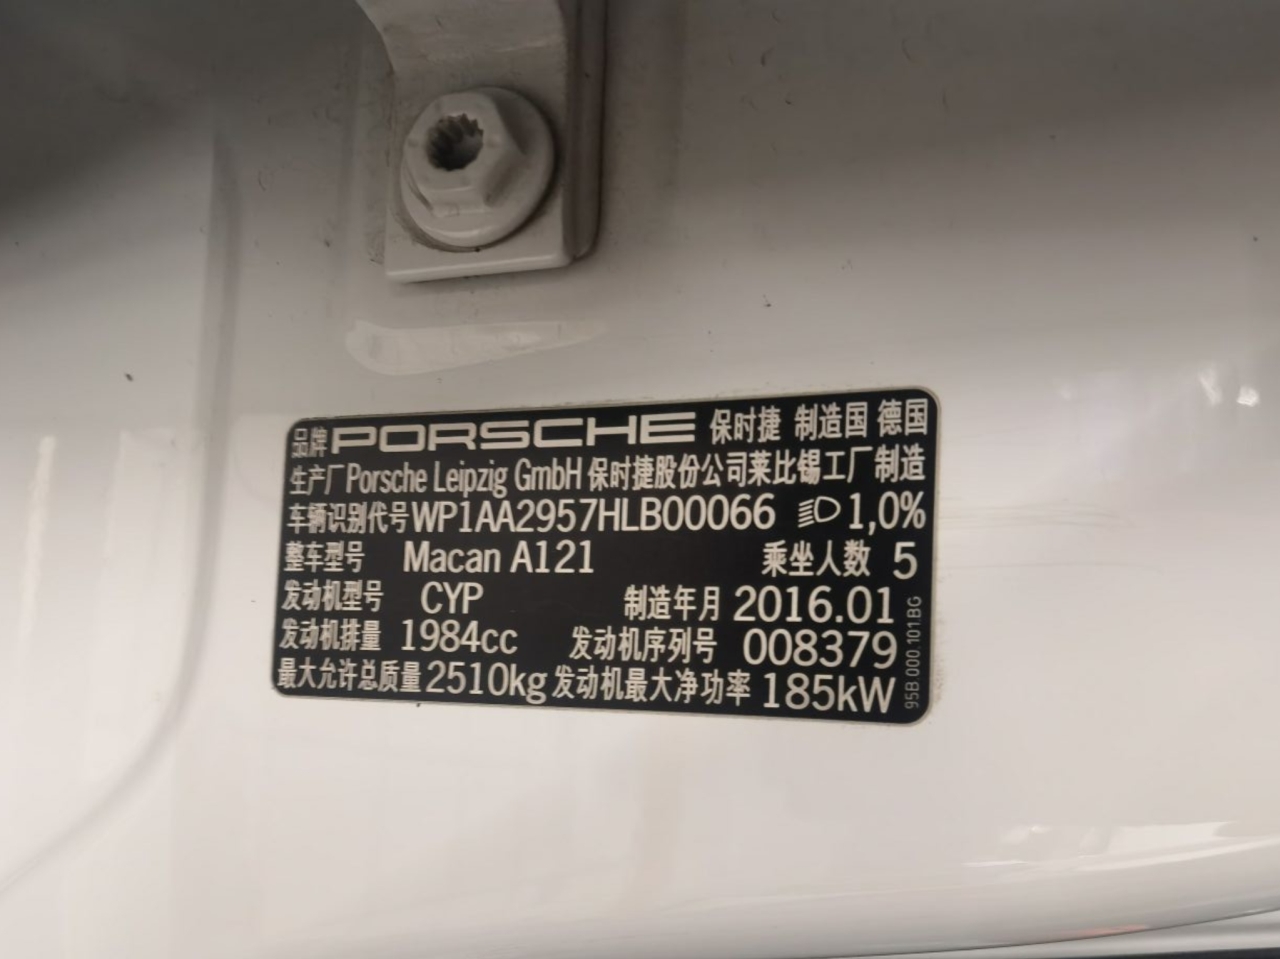 品牌 PORSCHE 保时捷 制造国 德国
生产厂 Porsche Leipzig GmbH 保时捷股份公司莱比锡工厂制造
车辆识别代号 WP1AA2957HLB00066 1,0%
整车型号 Macan A121 乘坐人数 5
发动机型号 CYP 制造年月 2016.01
发动机排量 1984cc 发动机序列号 008379
最大允许总质量 2510kg 发动机最大净功率 185kW
95B.000.101.BG